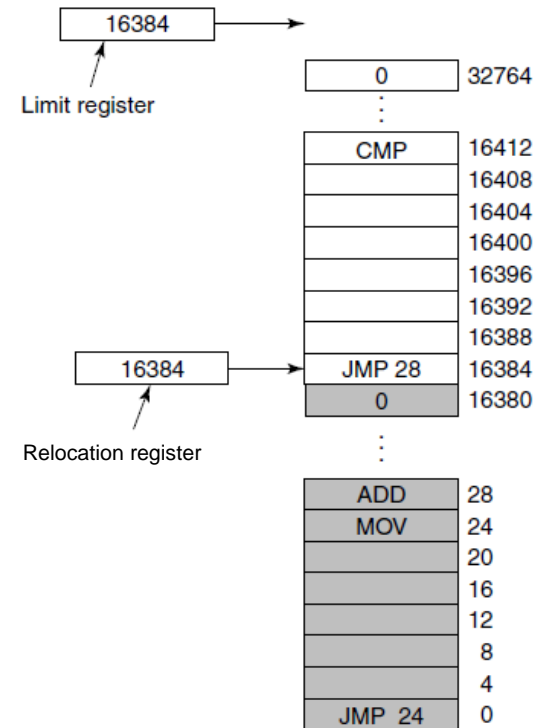 16384
Limit register
0 32764
CMP 16412
16408
16404
16400
16396
16392
16388
16384 JMP 28 16384
0 16380
Relocation register
ADD 28
MOV 24
20
16
12
8
4
JMP 24 0